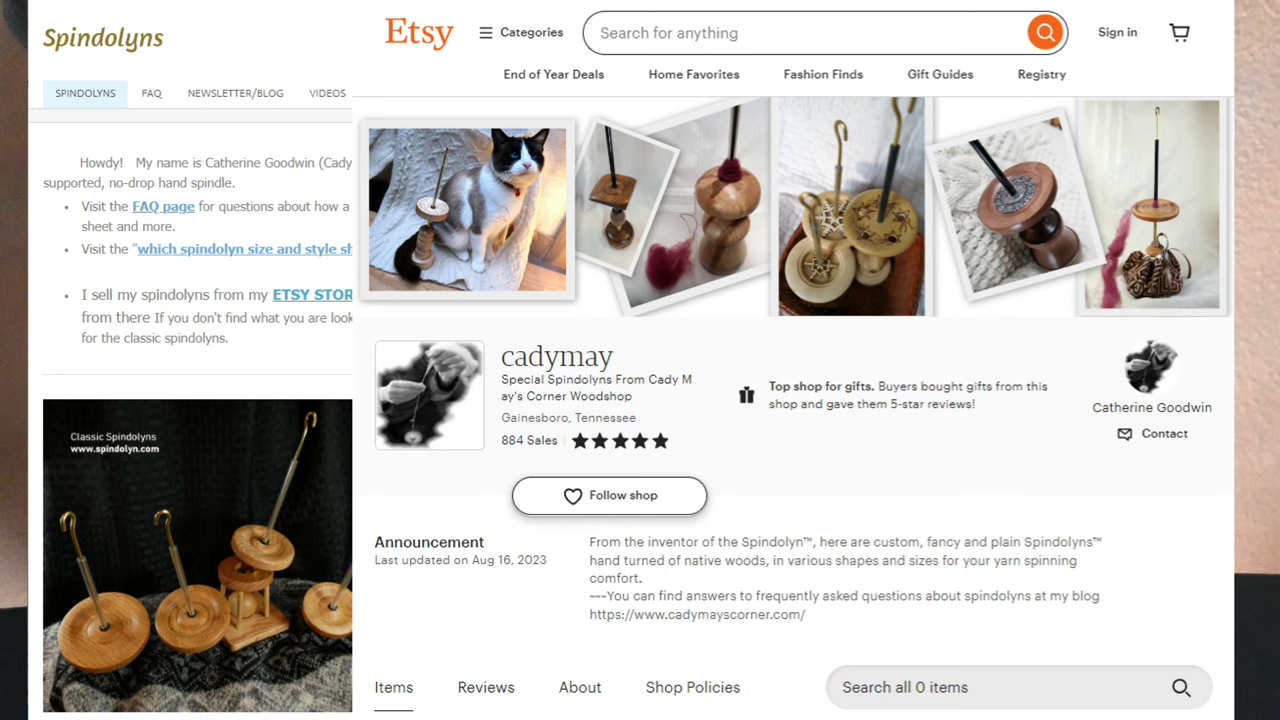 Spindolyns
SPINDOLYNS FAQ NEWSLETTER/BLOG VIDEOS
Howdy! My name is Catherine Goodwin (Cady
supported, no-drop hand spindle.
• Visit the FAQ page for questions about how a
sheet and more.
• Visit the "which spindolyn size and style sh
• I sell my spindolyns from my ETSY STOR
from there If you don't find what you are look
for the classic spindolyns.
Classic Spindolyns
www.spindolyn.com
Etsy Categories Search for anything Sign in
End of Year Deals Home Favorites Fashion Finds Gift Guides Registry
cadymay
Special Spindolyns From Cady M
ay's Corner Woodshop
Gainesboro, Tennessee
884 Sales
Top shop for gifts. Buyers bought gifts from this
shop and gave them 5-star reviews!
Catherine Goodwin
Contact
Follow shop
Announcement
Last updated on Aug 16, 2023
From the inventor of the Spindolyn™, here are custom, fancy and plain Spindolyns™
hand turned of native woods, in various shapes and sizes for your yarn spinning
comfort.
~~~You can find answers to frequently asked questions about spindolyns at my blog
https://www.cadymayscorner.com/
Items Reviews About Shop Policies Search all 0 items